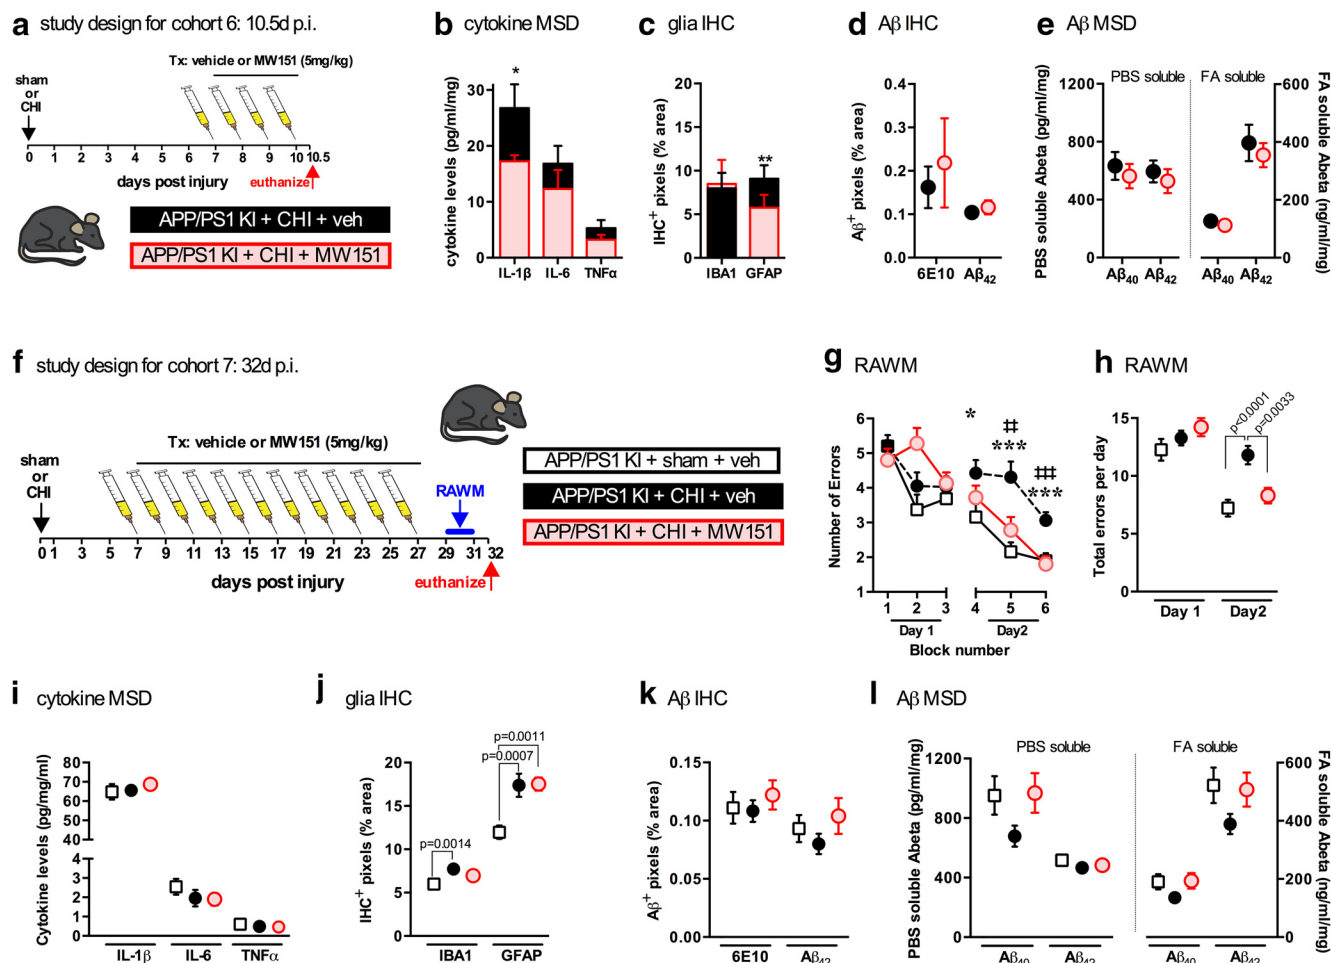 a study design for cohort 6: 10.5d p.i.
Tx: vehicle or MW151 (5mg/kg)
sham
or
CHI
0 1 2 3 4 5 6 7 8 9 10 10.5
days post injury
euthanize
APP/PS1 KI + CHI + veh
APP/PS1 KI + CHI + MW151
b cytokine MSD
cytokine levels (pg/ml/mg)
30
20
10
0
*
IL-1β IL-6 TNFα
c glia IHC
IHC+ pixels (% area)
20
15
10
5
0
**
IBA1 GFAP
d Aβ IHC
Aβ+ pixels (% area)
0.4
0.3
0.2
0.1
0.0
6E10 Aβ42
e Aβ MSD
PBS soluble Abeta (pg/ml/mg)
1200
800
400
0
PBS soluble FA soluble
600
400
200
0
FA soluble Abeta (ng/ml/mg)
Aβ40 Aβ42 Aβ40 Aβ42
f study design for cohort 7: 32d p.i.
Tx: vehicle or MW151 (5mg/kg)
sham
or
CHI
RAWM
0 1 3 5 7 9 11 13 15 17 19 21 23 25 27 29 31 32
days post injury
euthanize
APP/PS1 KI + sham + veh
APP/PS1 KI + CHI + veh
APP/PS1 KI + CHI + MW151
g RAWM
Number of Errors
6
5
4
3
2
1
* ⌗
***
⌗⌗
***
1 2 3 4 5 6
Day 1 Day2
Block number
h RAWM
Total errors per day
15
10
5
0
p<0.0001
p=0.0033
Day 1 Day2
i cytokine MSD
Cytokine levels (pg/mg/ml)
80
70
60
50
40
4
3
2
1
0
IL-1β IL-6 TNFα
j glia IHC
IHC+ pixels (% area)
20
15
10
5
0
p=0.0011
p=0.0007
p=0.0014
IBA1 GFAP
k Aβ IHC
Aβ+ pixels (% area)
0.15
0.10
0.05
0.00
6E10 Aβ42
l Aβ MSD
PBS soluble Abeta (pg/ml/mg)
1200
800
400
0
PBS soluble FA soluble
600
400
200
0
FA soluble Abeta (ng/ml/mg)
Aβ40 Aβ42 Aβ40 Aβ42